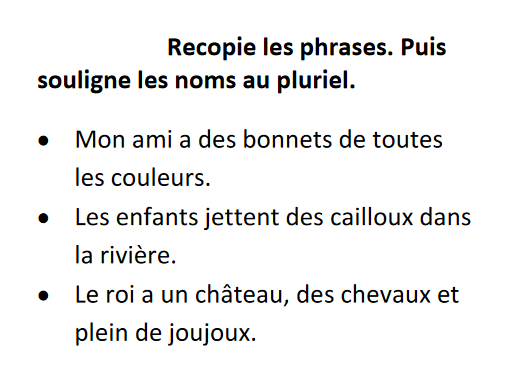 Recopie les phrases. Puis
souligne les noms au pluriel.
• Mon ami a des bonnets de toutes
les couleurs.
• Les enfants jettent des cailloux dans
la rivière.
• Le roi a un château, des chevaux et
plein de joujoux.